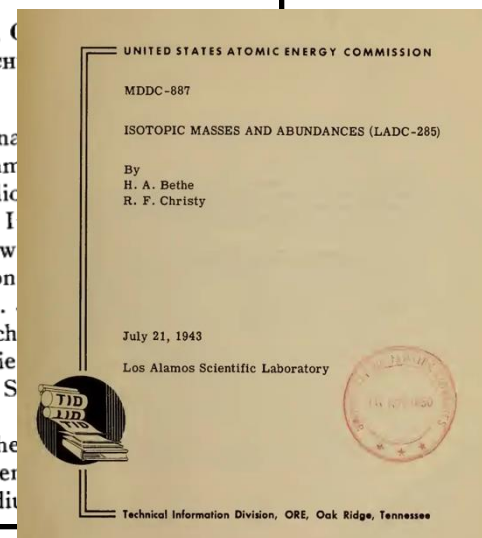 UNITED STATES ATOMIC ENERGY COMMISSION
MDDC-887
ISOTOPIC MASSES AND ABUNDANCES (LADC-285)
By
H. A. Bethe
R. F. Christy
July 21, 1943
Los Alamos Scientific Laboratory
TID
TID
TID
Technical Information Division, ORE, Oak Ridge, Tennessee